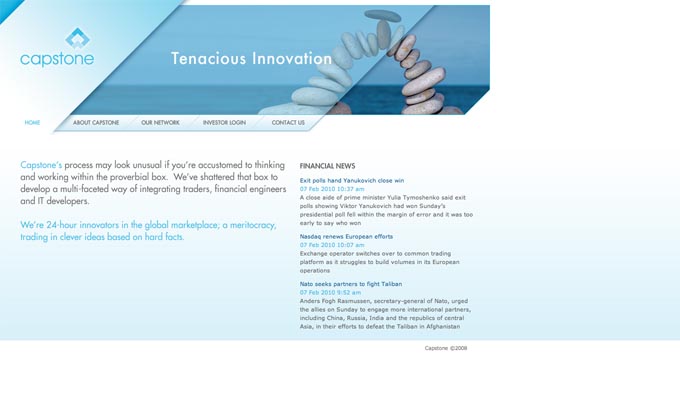 capstone
Tenacious Innovation
HOME
ABOUT CAPSTONE
OUR NETWORK
INVESTOR LOGIN
CONTACT US
Capstone's process may look unusual if you're accustomed to thinking
and working within the proverbial box. We've shattered that box to
develop a multi-faceted way of integrating traders, financial engineers
and IT developers.
We're 24-hour innovators in the global marketplace; a meritocracy,
trading in clever ideas based on hard facts.
FINANCIAL NEWS
Exit polls hand Yanukovich close win
07 Feb 2010 10:37 am
A close aide of prime minister Yulia Tymoshenko said exit
polls showing Viktor Yanukovich had won Sunday's
presidential poll fell within the margin of error and it was too
early to say who won
Nasdaq renews European efforts
07 Feb 2010 10:07 am
Exchange operator switches over to common trading
platform as it struggles to build volumes in its European
operations
Nato seeks partners to fight Taliban
07 Feb 2010 9:52 am
Anders Fogh Rasmussen, secretary-general of Nato, urged
the allies on Sunday to engage more international partners,
including China, Russia, India and the republics of central
Asia, in their efforts to defeat the Taliban in Afghanistan
Capstone ©2008